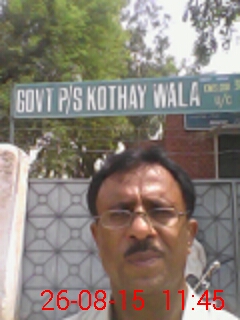 GOVT P/S KOTHAY WALA
U/C
26-08-15 11:45